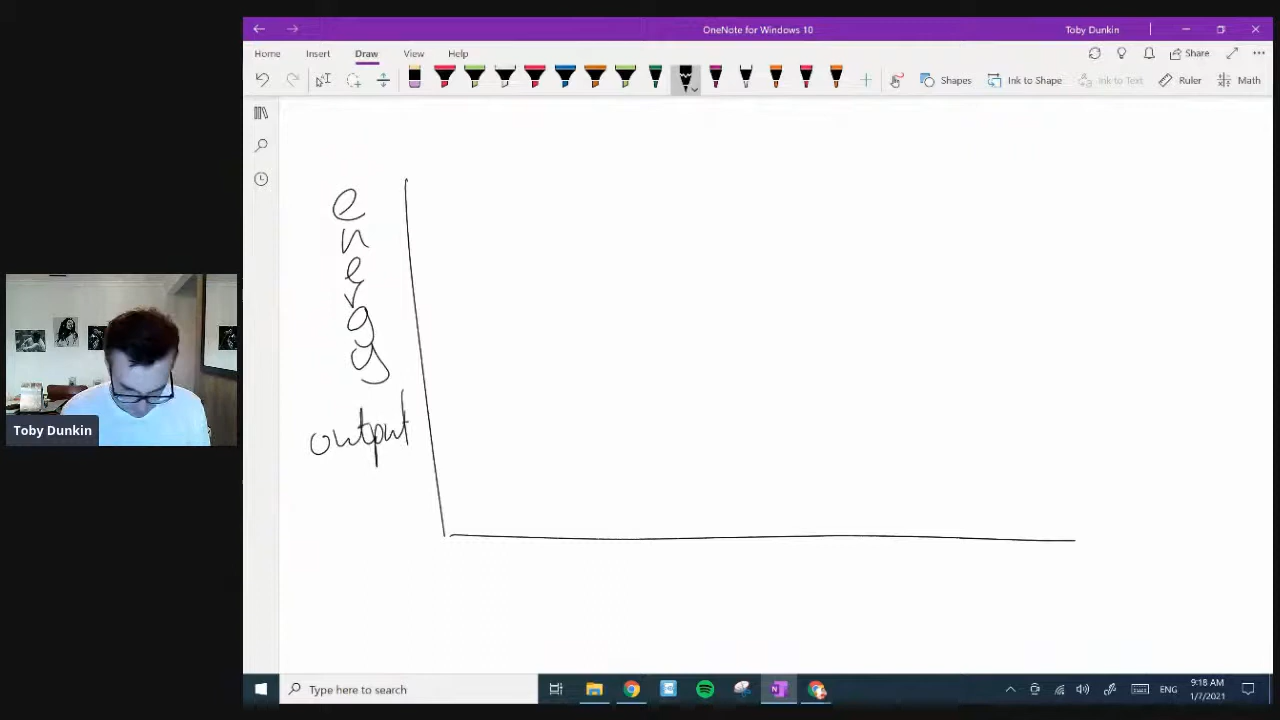 OneNote for Windows 10
Toby Dunkin
Home
Insert
Draw
View
Help
Share
Shapes
Ink to Shape
Ink to Text
Ruler
Math
energy
output
Toby Dunkin
Type here to search
ENG
9:18 AM
1/7/2021